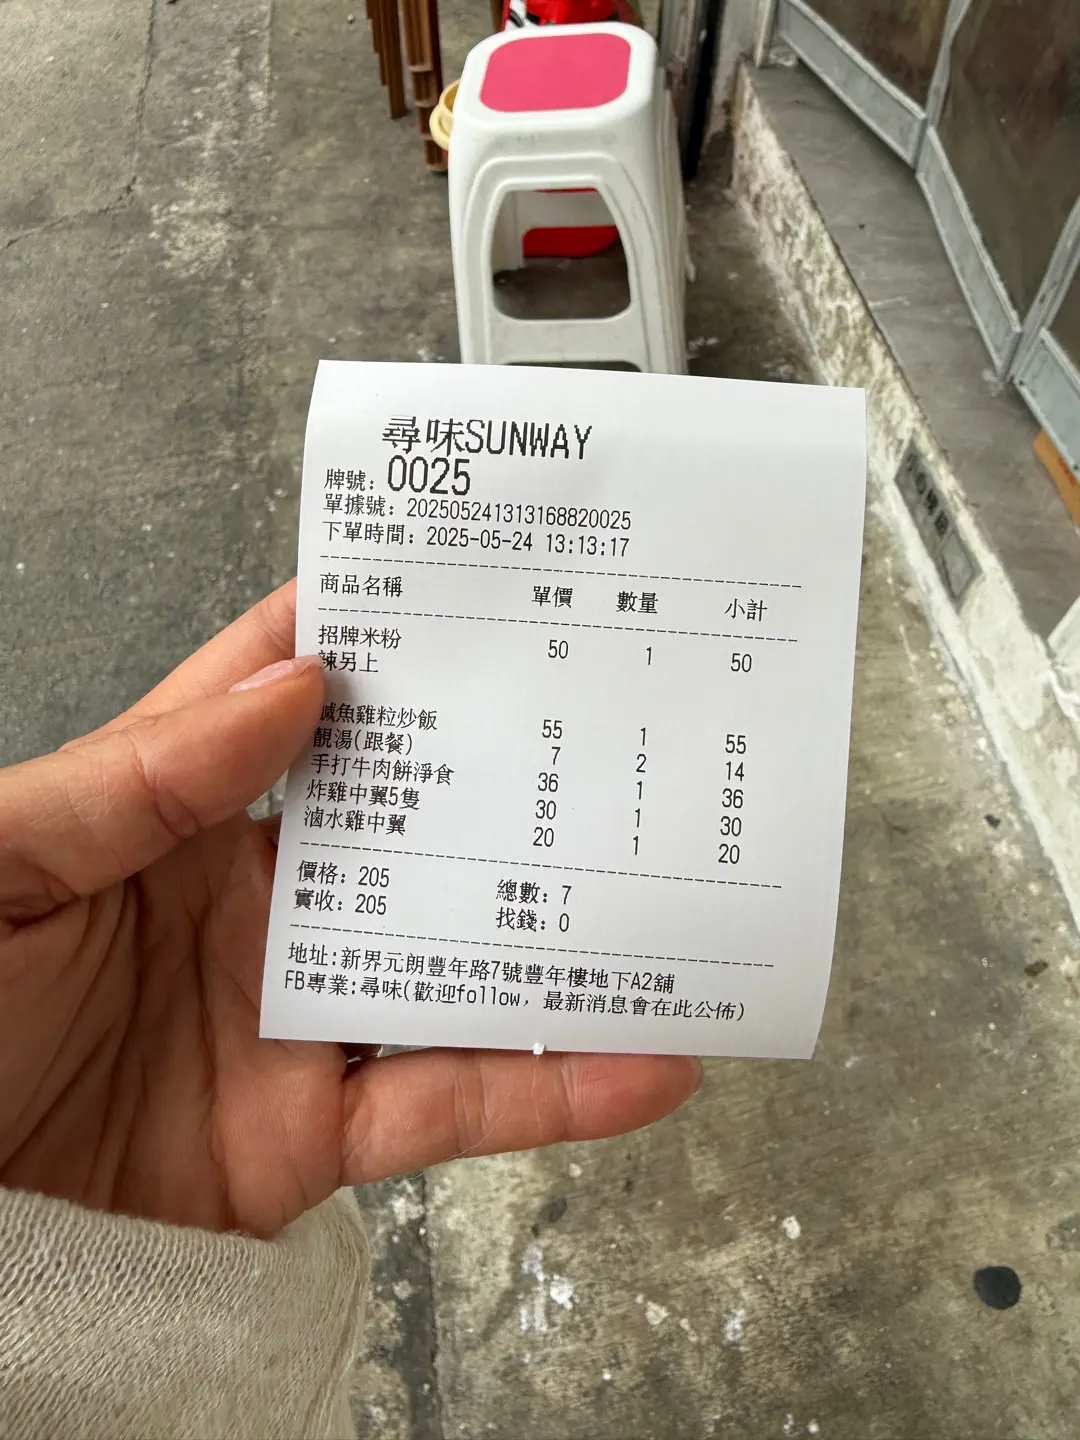 尋味SUNWAY
牌號: 0025
單據號: 202505241313168820025
下單時間: 2025-05-24 13:13:17
商品名稱 單價 數量 小計
招牌米粉 50 1 50
辣另上
鹹魚雞粒炒飯 55 1 55
靚湯(跟餐) 7 2 14
手打牛肉餅淨食 36 1 36
炸雞中翼5隻 30 1 30
滷水雞中翼 20 1 20
價格: 205 總數: 7
實收: 205 找錢: 0
地址:新界元朗豐年路7號豐年樓地下A2舖
FB專業:尋味(歡迎follow, 最新消息會在此公佈)